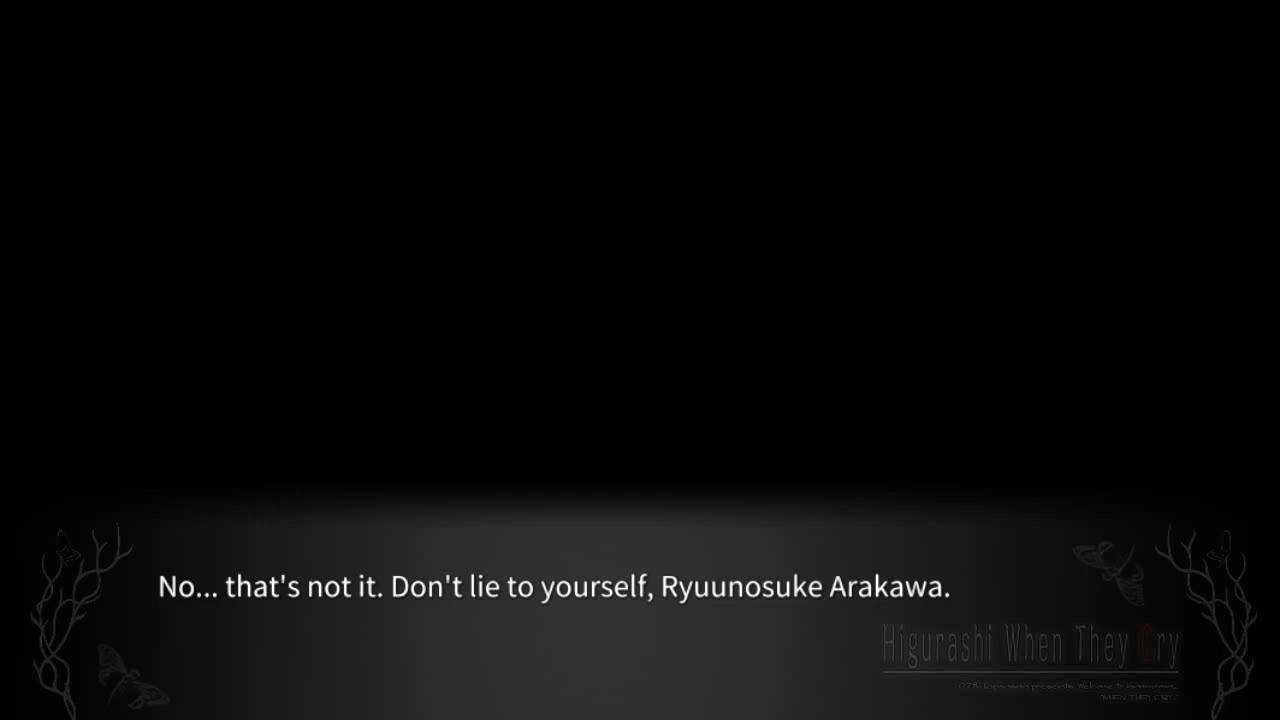 No... that's not it. Don't lie to yourself, Ryuunosuke Arakawa.
Higurashi When They Cry